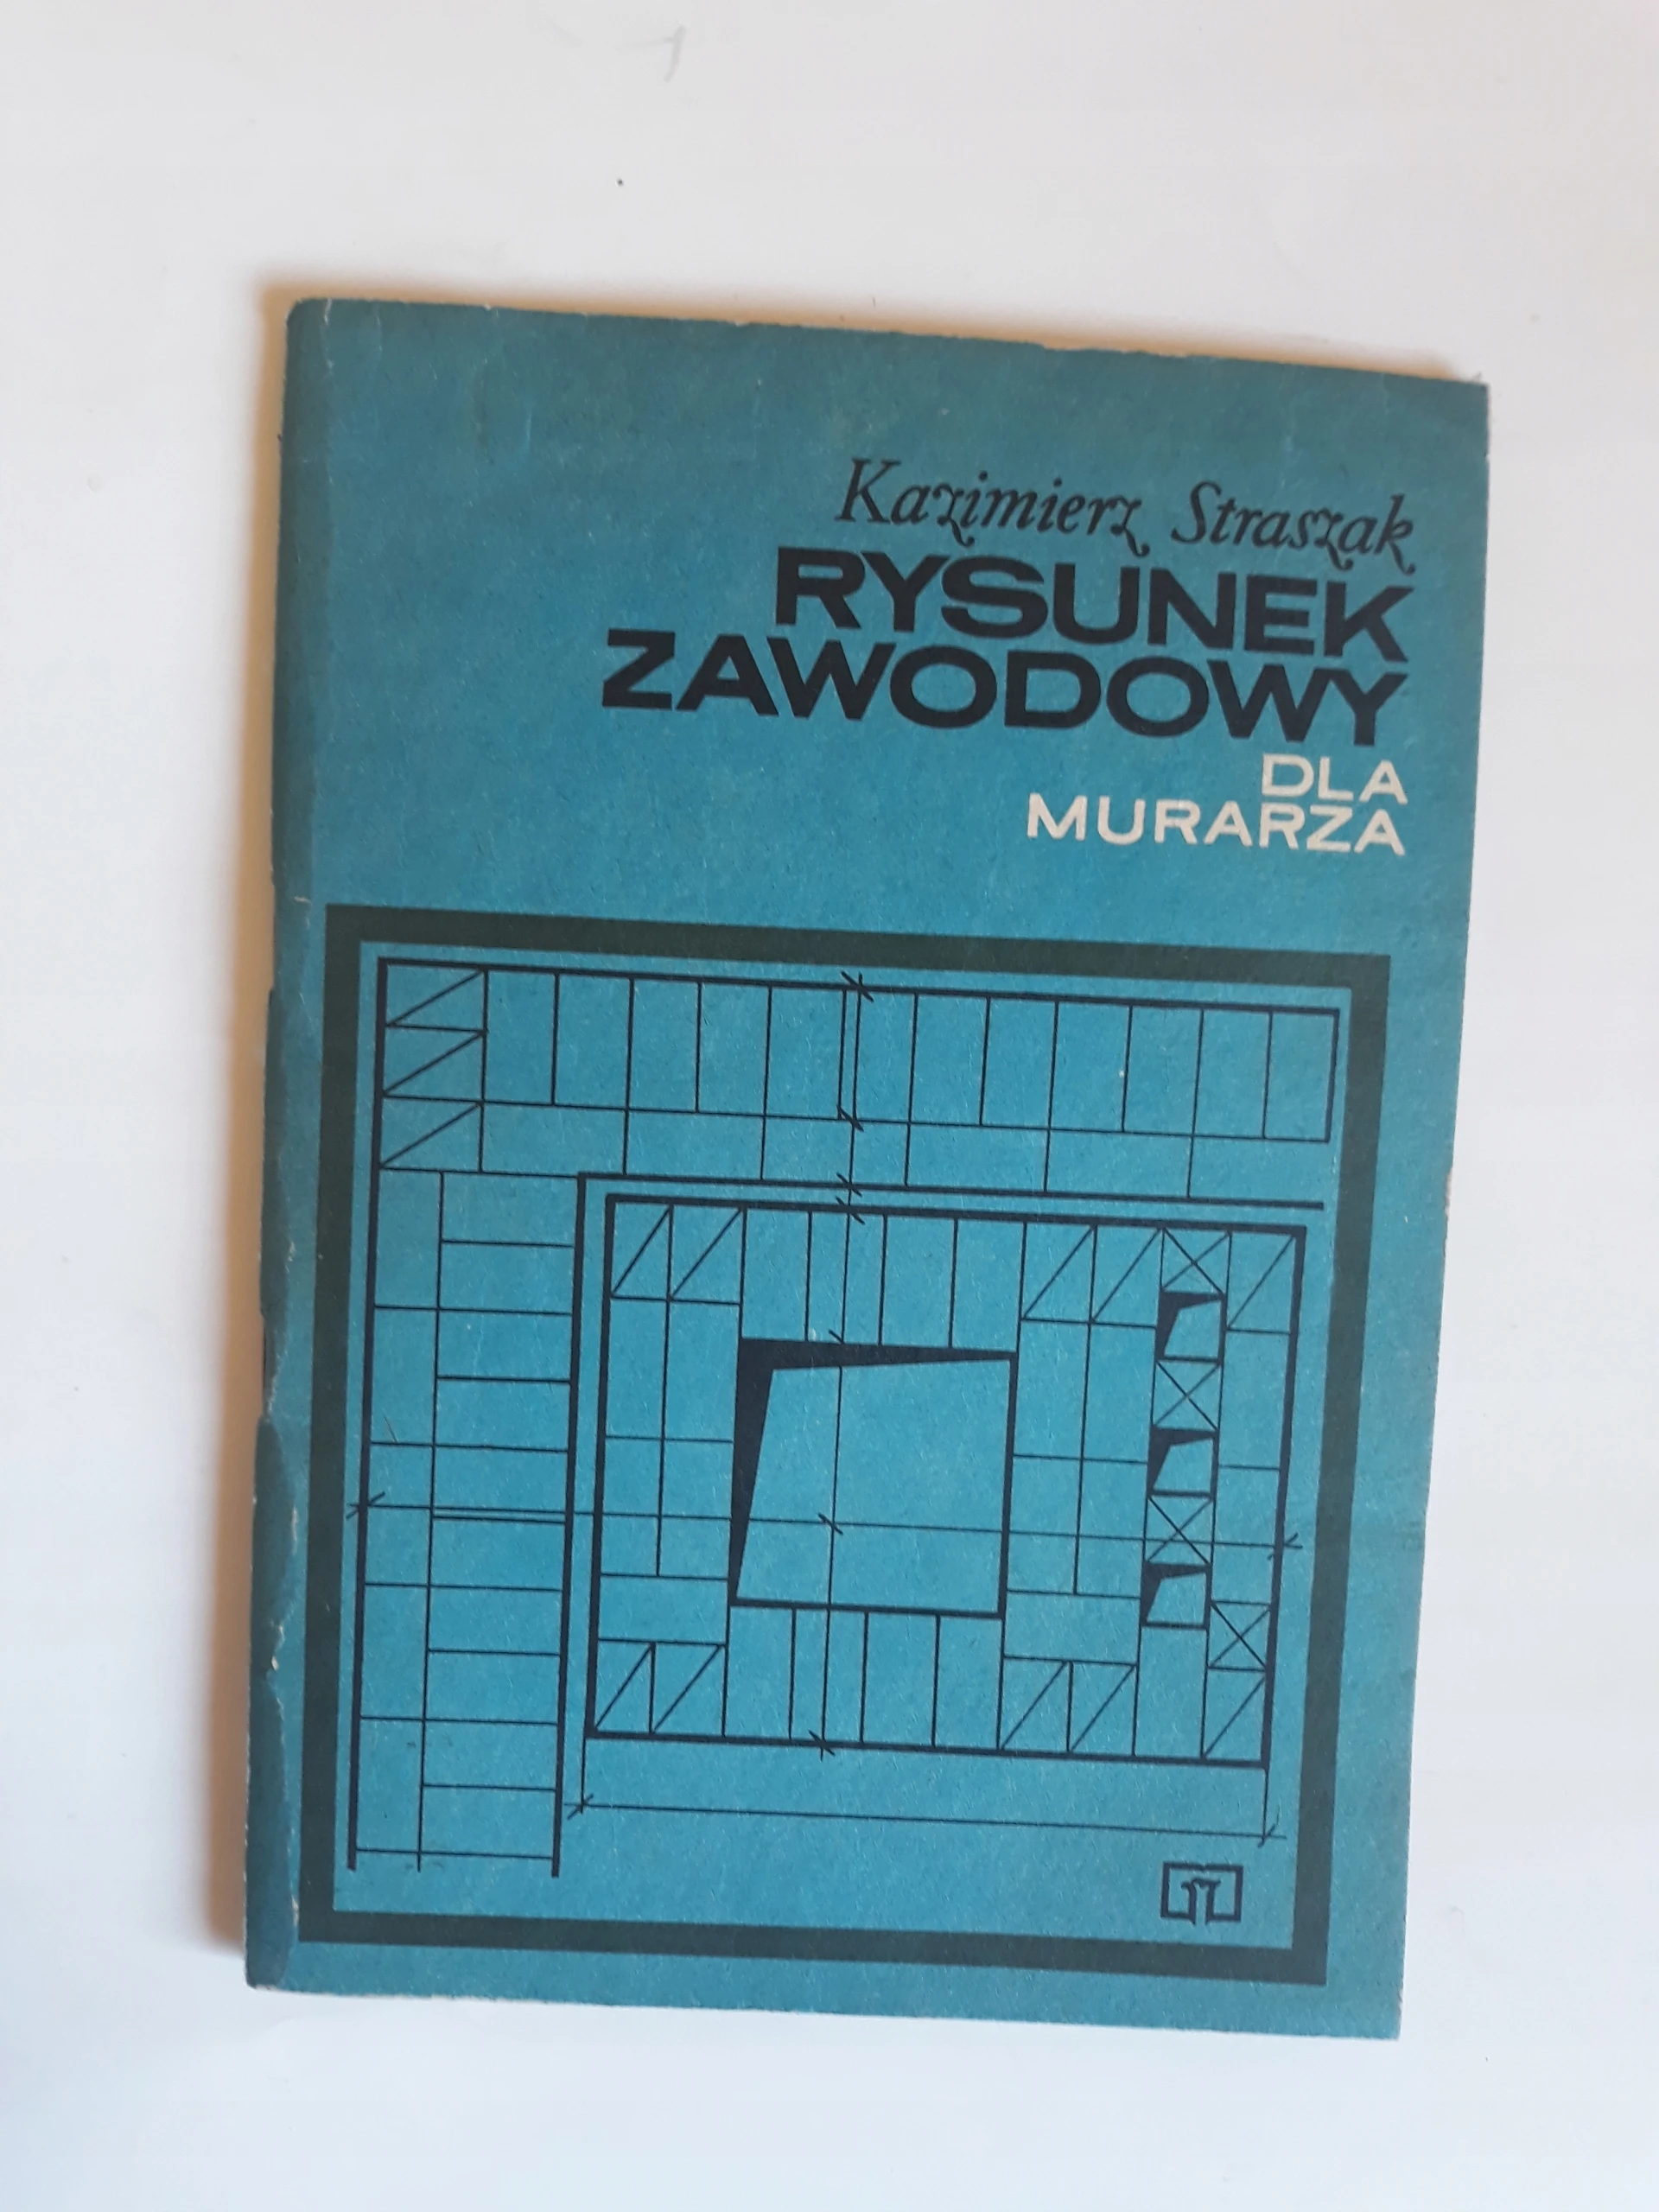 Kazimierz Straszak
RYSUNEK
ZAWODOWY
DLA
MURARZA